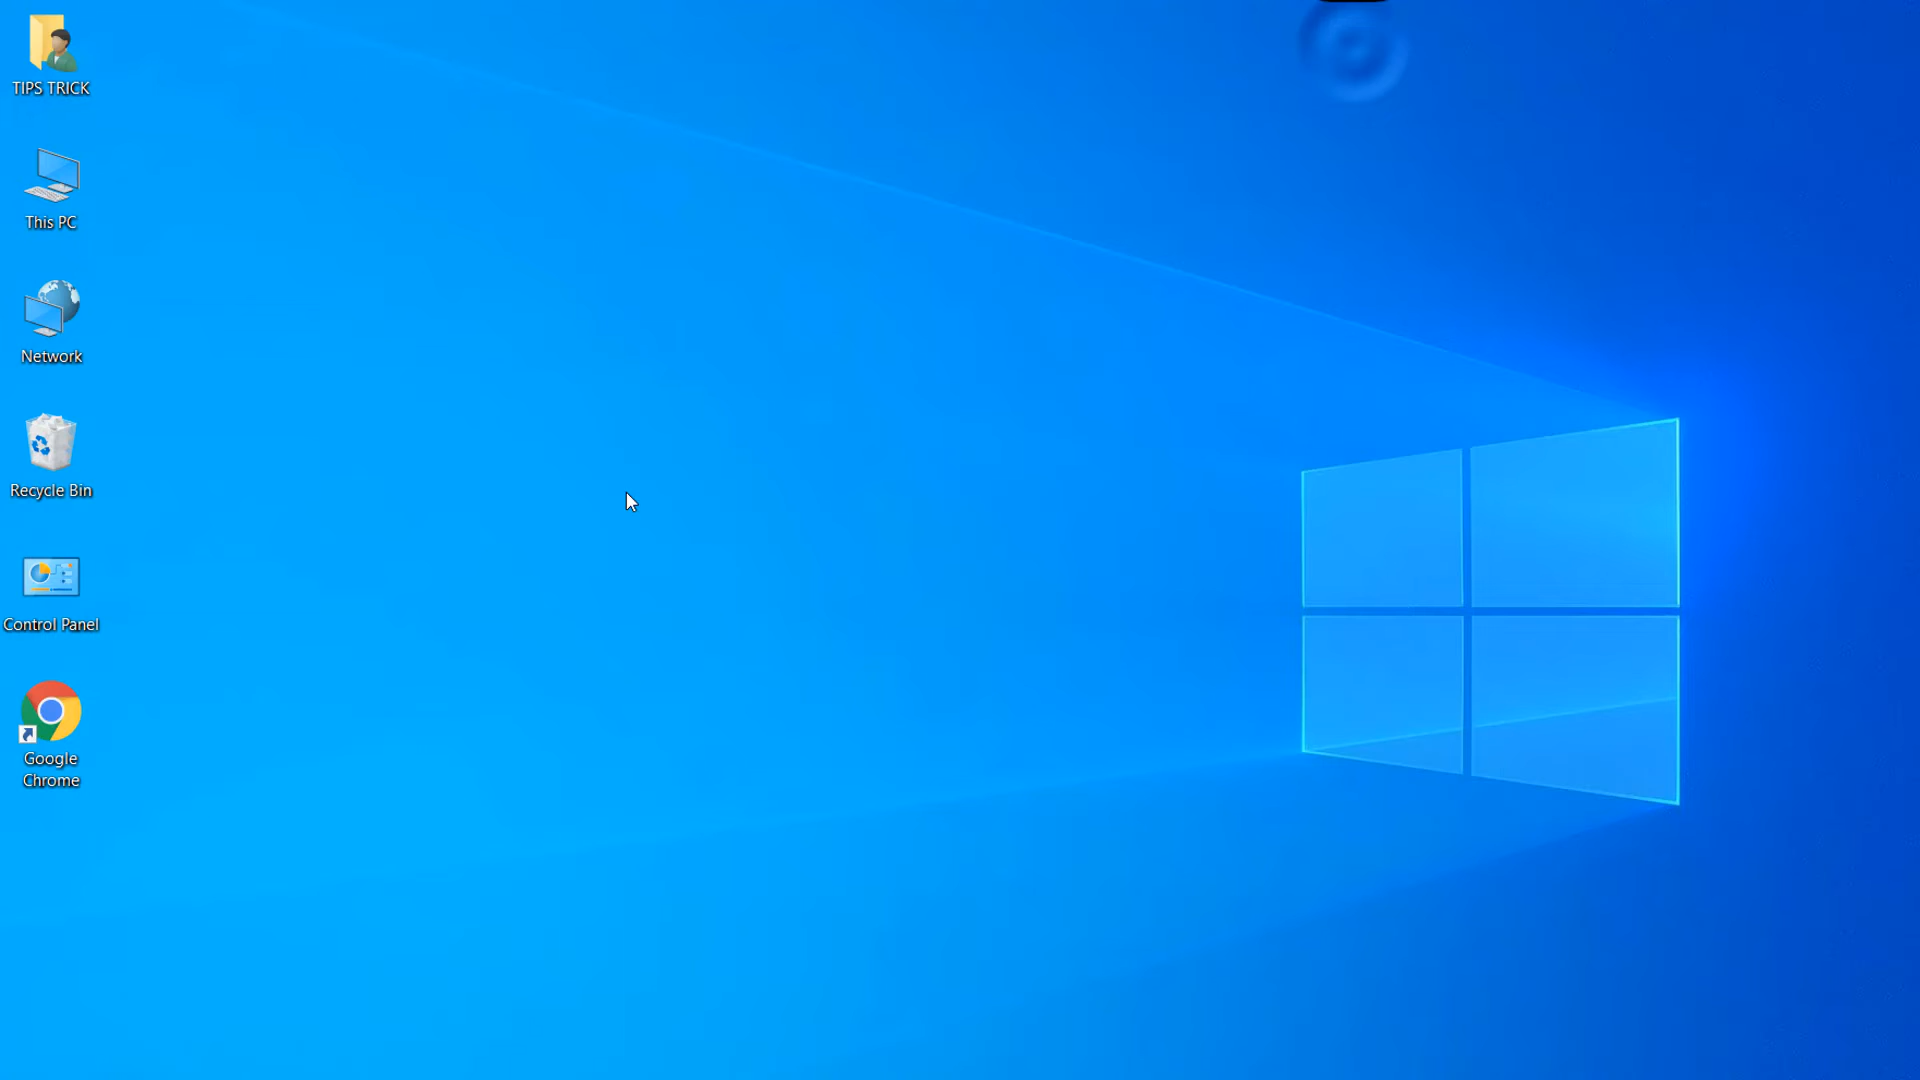 TIPS TRICK
This PC
Network
Recycle Bin
Control Panel
Google
Chrome